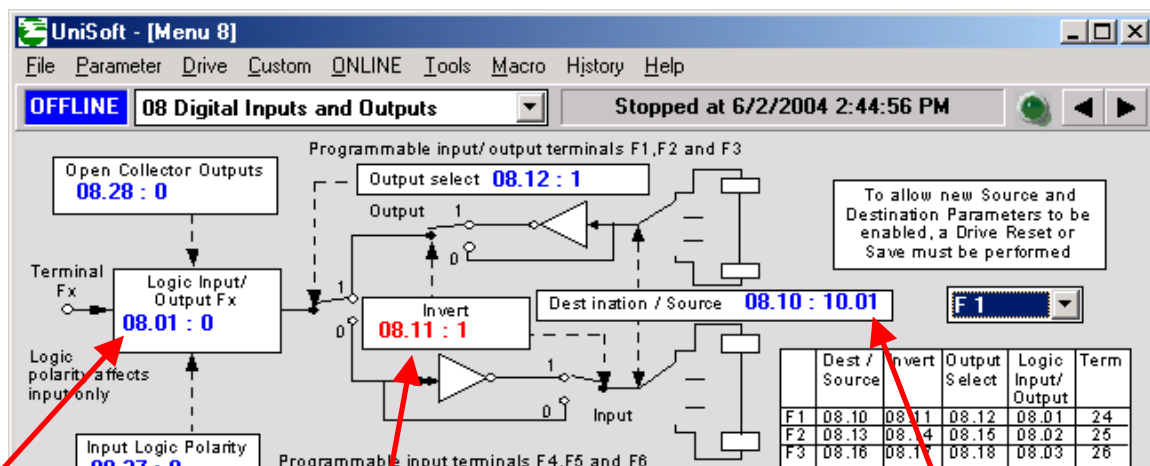 UniSoft - [Menu 8]
File Parameter Drive Custom ONLINE Tools Macro History Help
OFFLINE 08 Digital Inputs and Outputs Stopped at 6/2/2004 2:44:56 PM
Programmable input/output terminals F1,F2 and F3
Open Collector Outputs
08.28 : 0
Output select 08.12 : 1
To allow new Source and
Destination Parameters to be
enabled, a Drive Reset or
Save must be performed
Output 1
0
Terminal
Fx
Logic Input/
Output Fx
08.01 : 0
1
0
Invert
08.11 : 1
Destination / Source 08.10 : 10.01
F 1
Logic
polarity affects
input only
1
0
Input
Dest / Source Invert Output Select Logic Input/ Output Term
F1 08.10 08.11 08.12 08.01 24
F2 08.13 08.14 08.15 08.02 25
F3 08.16 08.17 08.18 08.03 26
Input Logic Polarity
Programmable input terminals F4,F5 and F6